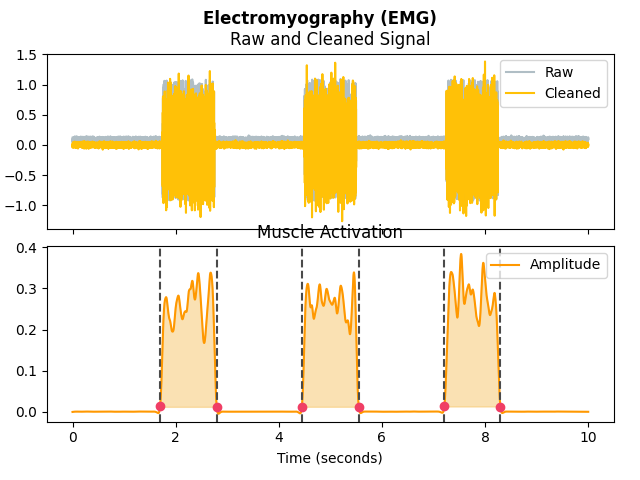 Electromyography (EMG)
Raw and Cleaned Signal
1.5
1.0
0.5
0.0
−0.5
−1.0
Raw
Cleaned
Muscle Activation
0.4
0.3
0.2
0.1
0.0
Amplitude
0 2 4 6 8 10
Time (seconds)